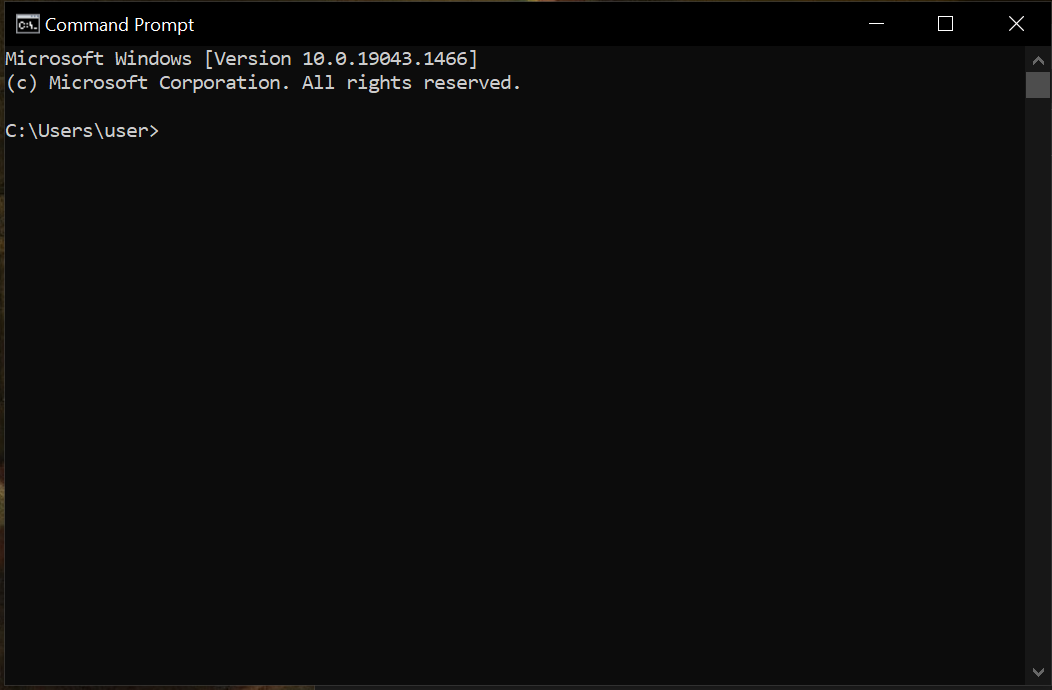 Command Prompt
Microsoft Windows [Version 10.0.19043.1466]
(c) Microsoft Corporation. All rights reserved.
C:\Users\user>